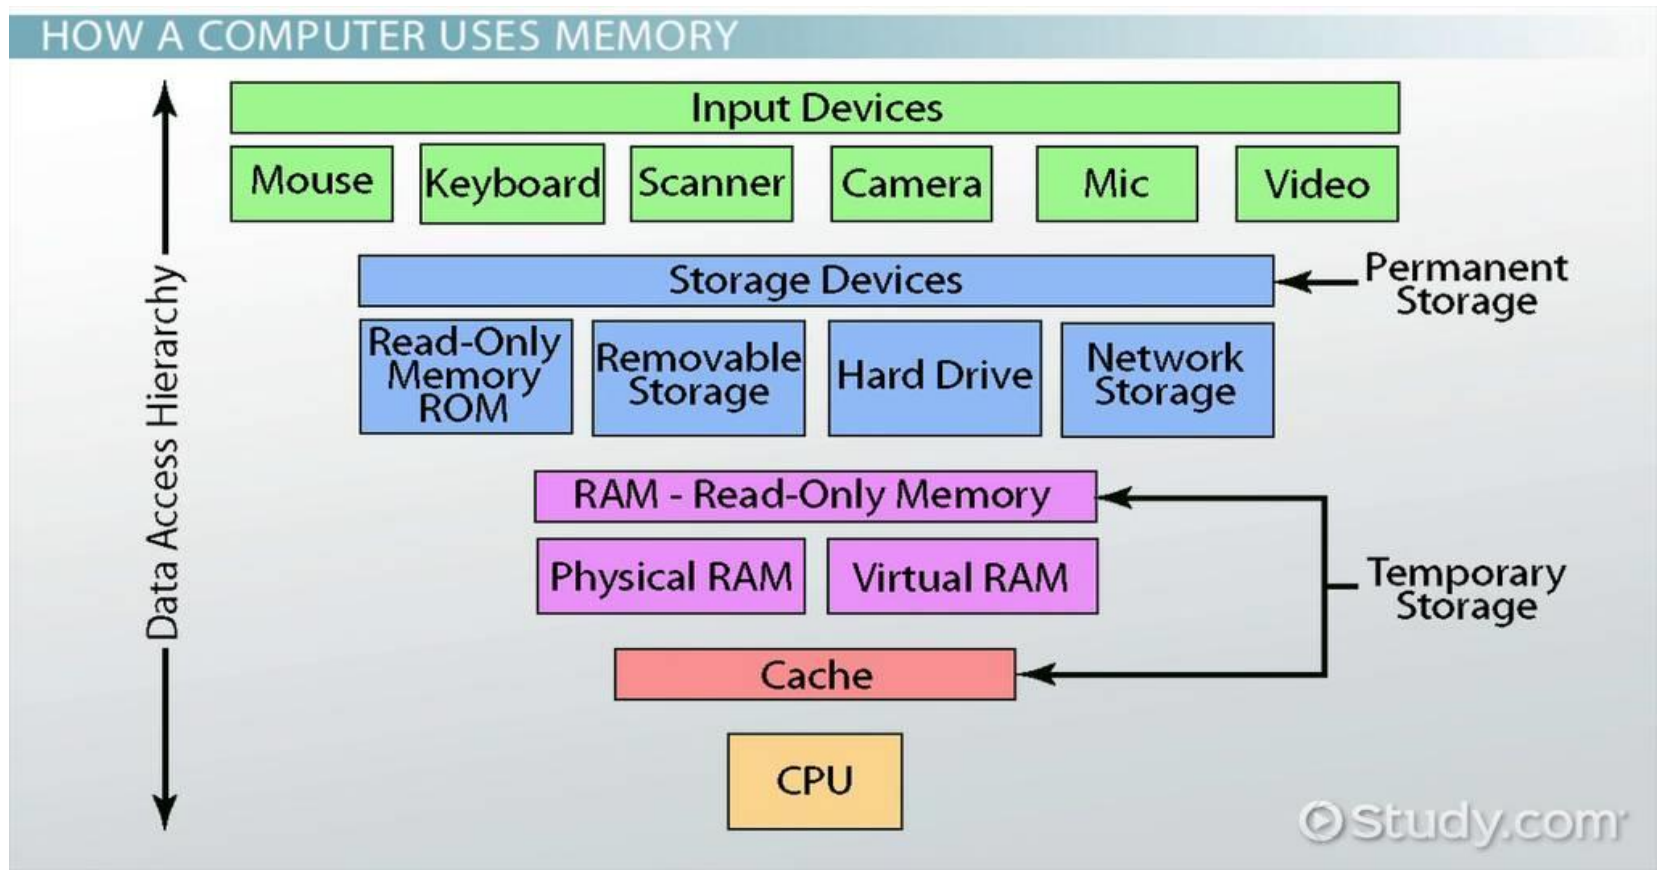 HOW A COMPUTER USES MEMORY
Input Devices
Mouse
Keyboard
Scanner
Camera
Mic
Video
Storage Devices
Permanent
Storage
Read-Only
Memory
ROM
Removable
Storage
Hard Drive
Network
Storage
Data Access Hierarchy
RAM - Read-Only Memory
Physical RAM
Virtual RAM
Temporary
Storage
Cache
CPU
Study.com